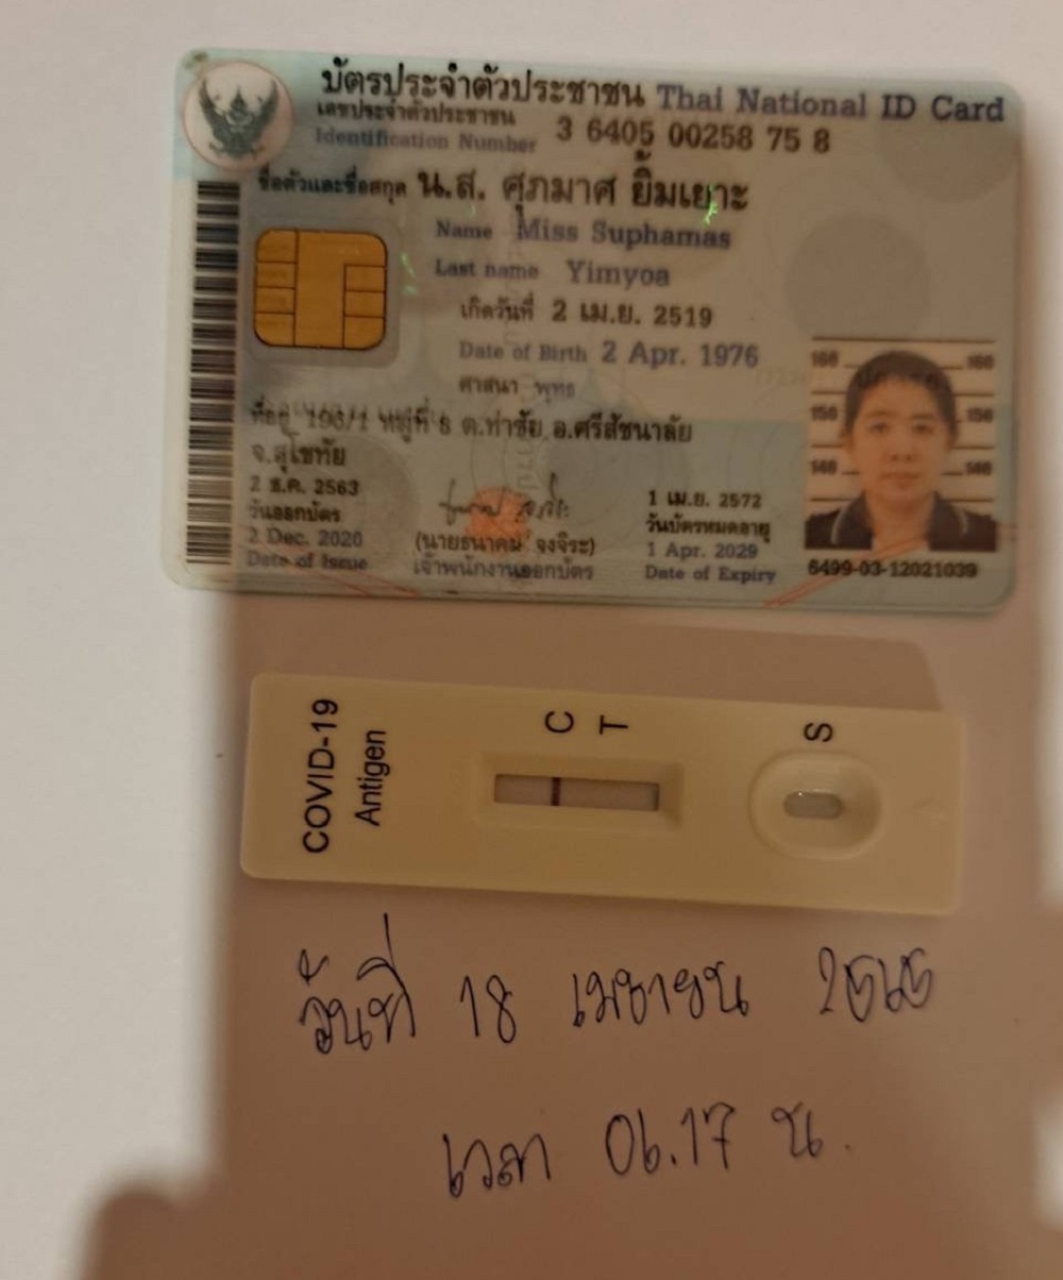 บัตรประจำตัวประชาชน Thai National ID Card
เลขประจำตัวประชาชน
Identification Number 3 6405 00258 75 8
ชื่อตัวและชื่อสกุล น.ส. ศุภมาศ ยิ้มเยาะ
Name Miss Suphamas
Last name Yimyoa
เกิดวันที่ 2 เม.ย. 2519
Date of Birth 2 Apr. 1976
ศาสนา พุทธ
ที่อยู่ 196/1 หมู่ที่ 8 ต.ท่าชัย อ.ศรีสัชนาลัย
จ.สุโขทัย
2 ธ.ค. 2563
วันออกบัตร
2 Dec. 2020
Date of Issue
(นายธนาคม จงจิระ)
เจ้าพนักงานออกบัตร
1 เม.ย. 2572
วันบัตรหมดอายุ
1 Apr. 2029
Date of Expiry
160 160
150 150
140 140
6499-03-12021039
COVID-19
Antigen
C
T
S
วันที่ 18 เมษายน 2565
เวลา 06.17 น.